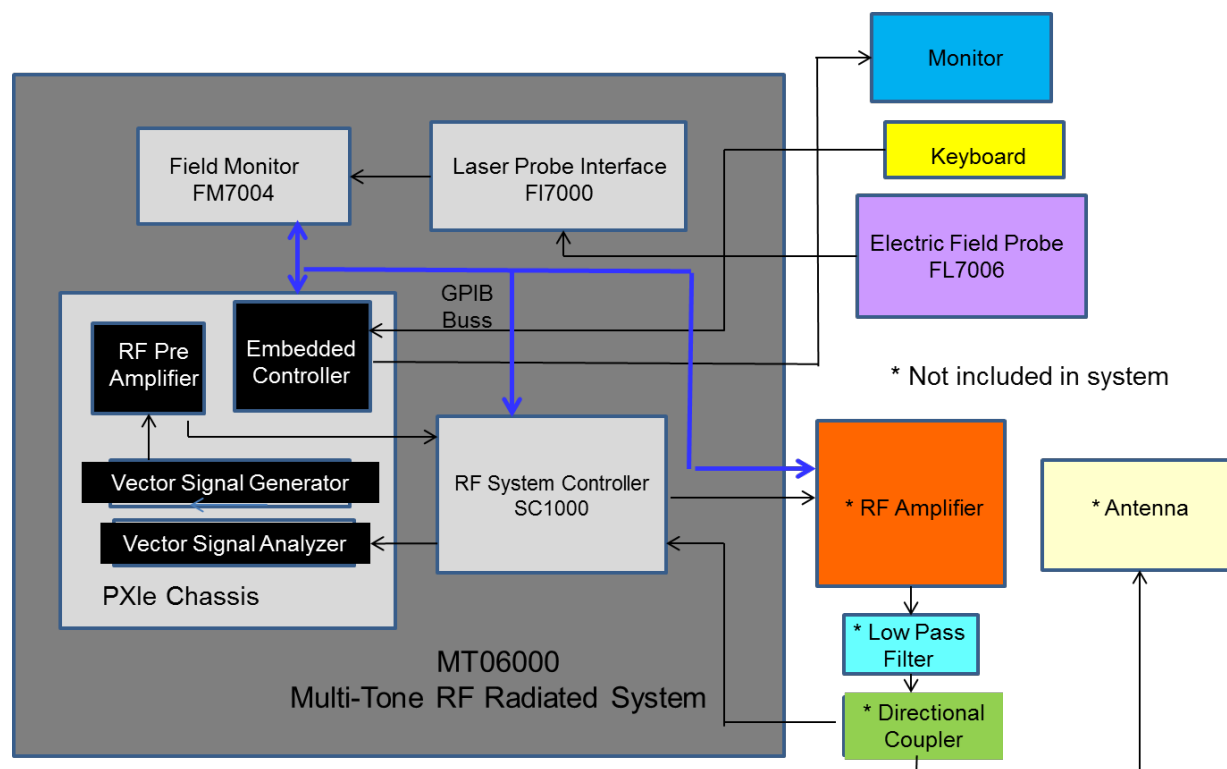 Monitor
Keyboard
Field Monitor
FM7004
Laser Probe Interface
FI7000
Electric Field Probe
FL7006
GPIB
Buss
RF Pre
Amplifier
Embedded
Controller
* Not included in system
Vector Signal Generator
Vector Signal Analyzer
PXIe Chassis
RF System Controller
SC1000
* RF Amplifier
* Antenna
* Low Pass
Filter
* Directional
Coupler
MT06000
Multi-Tone RF Radiated System